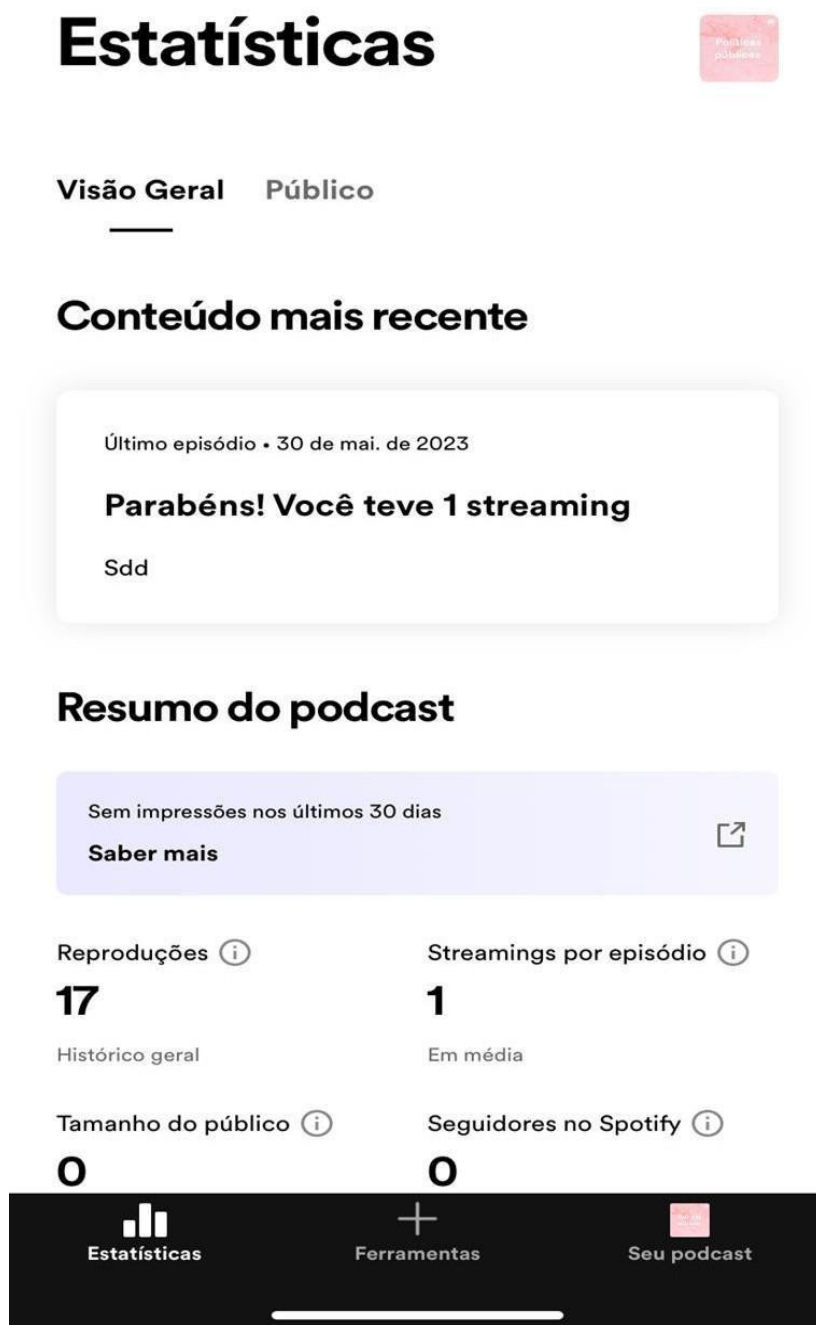 Estatísticas
Políticas
públicas
Visão Geral Público
Conteúdo mais recente
Último episódio • 30 de mai. de 2023
Parabéns! Você teve 1 streaming
Sdd
Resumo do podcast
Sem impressões nos últimos 30 dias
Saber mais
Reproduções Streamings por episódio
17 1
Histórico geral Em média
Tamanho do público Seguidores no Spotify
0 0
Estatísticas Ferramentas Seu podcast